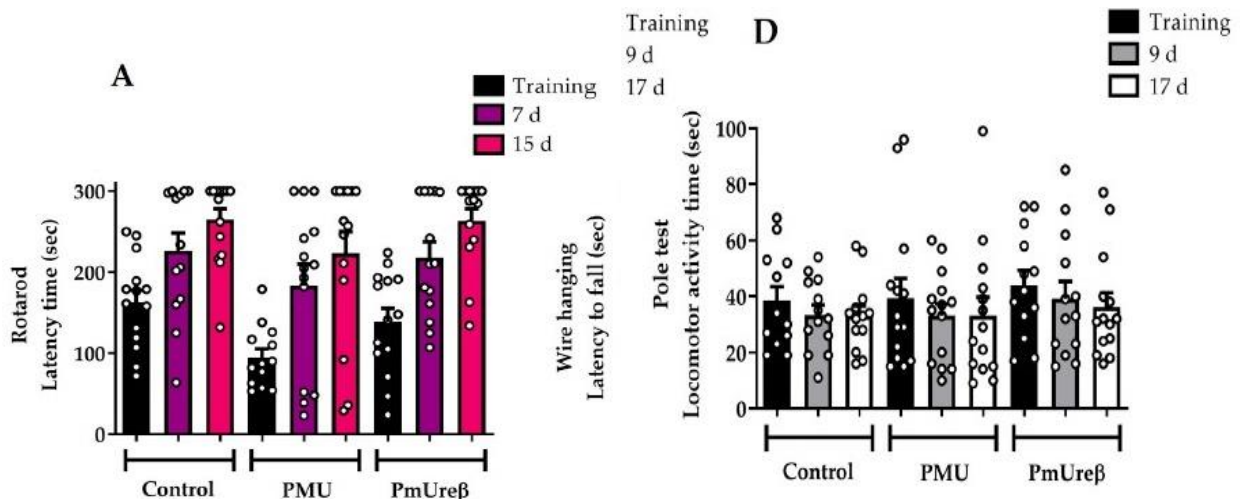 A
Training
7 d
15 d
Rotarod
Latency time (sec)
300
200
100
0
Control
PMU
PmUreβ
Training
9 d
17 d
Wire hanging
Latency to fall (sec)
D
Training
9 d
17 d
Pole test
Locomotor activity time (sec)
100
80
60
40
20
0
Control
PMU
PmUreβ